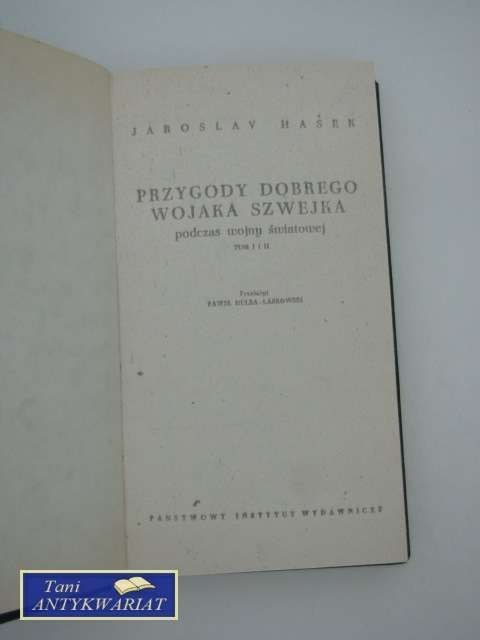 JAROSLAV HAŠEK
PRZYGODY DOBREGO
WOJAKA SZWEJKA
podczas wojny światowej
TOM I i II
Przełożył
PAWEŁ HULKA-LASKOWSKI
PAŃSTWOWY INSTYTUT WYDAWNICZY
Tani
ANTYKWARIAT